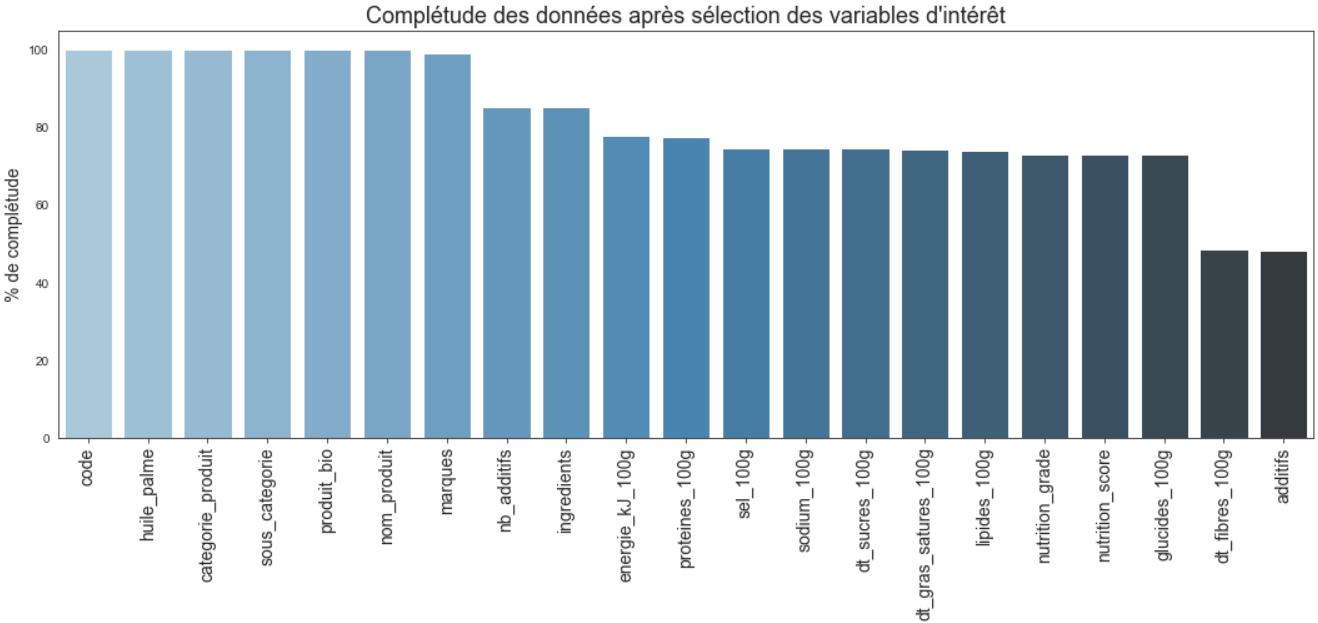 Complétude des données après sélection des variables d'intérêt
% de complétude
100
80
60
40
20
0
code
huile_palme
categorie_produit
sous_categorie
produit_bio
nom_produit
marques
nb_additifs
ingredients
energie_kJ_100g
proteines_100g
sel_100g
sodium_100g
dt_sucres_100g
dt_gras_satures_100g
lipides_100g
nutrition_grade
nutrition_score
glucides_100g
dt_fibres_100g
additifs